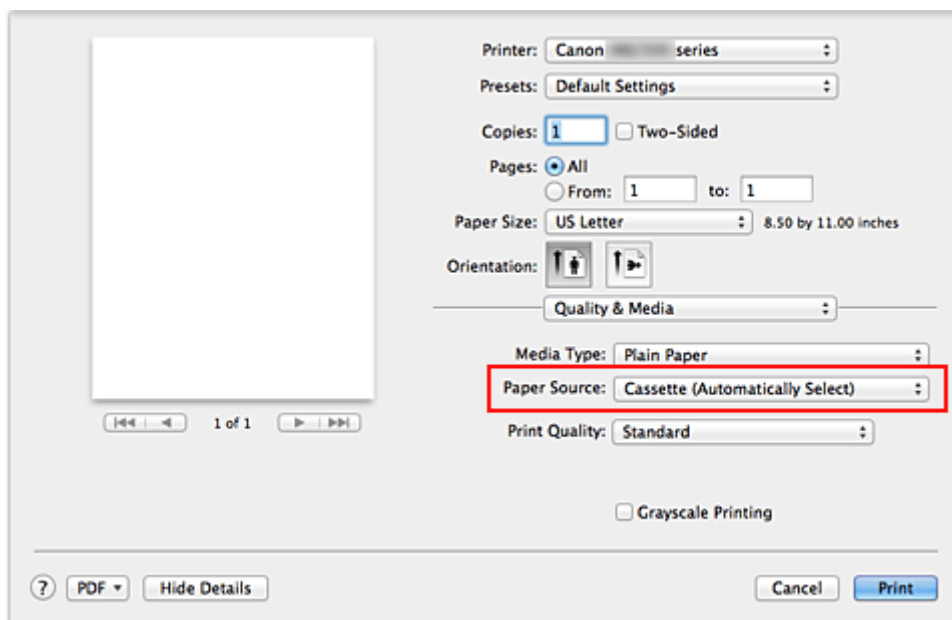 Printer: Canon series
Presets: Default Settings
Copies: 1 Two-Sided
Pages: All
From: 1 to: 1
Paper Size: US Letter 8.50 by 11.00 inches
Orientation:
Quality & Media
Media Type: Plain Paper
Paper Source: Cassette (Automatically Select)
1 of 1
Print Quality: Standard
Grayscale Printing
? PDF Hide Details Cancel Print